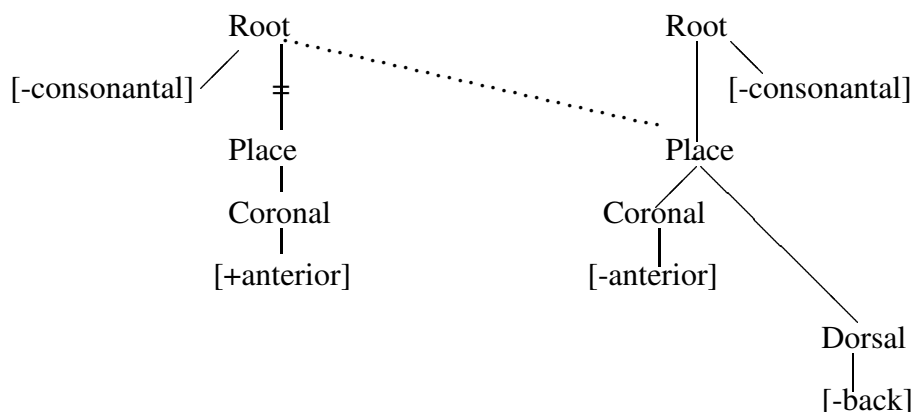 Root Root
[-consonantal] [-consonantal]
Place Place
Coronal Coronal
[+anterior] [-anterior]
Dorsal
[-back]